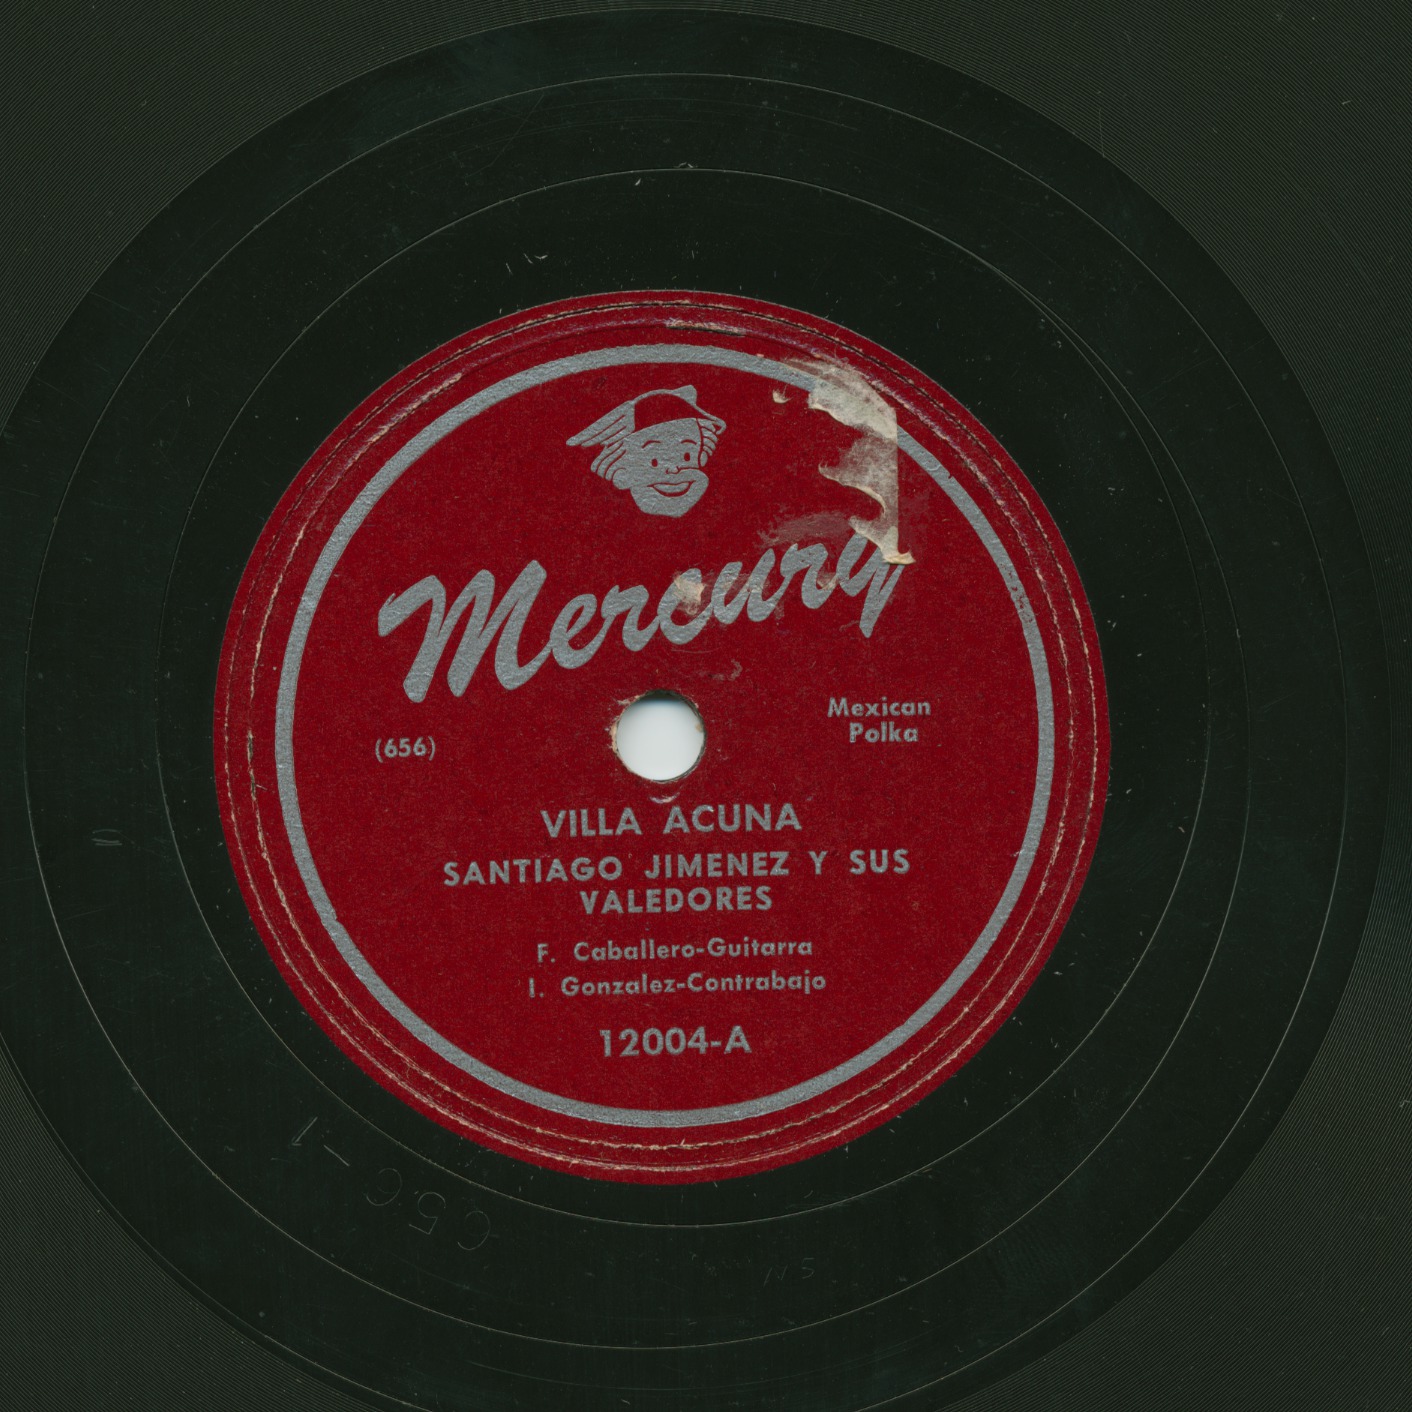 Mercury
Mexican
Polka
(656)
VILLA ACUNA
SANTIAGO JIMENEZ Y SUS
VALEDORES
F. Caballero-Guitarra
I. Gonzalez-Contrabajo
12004-A